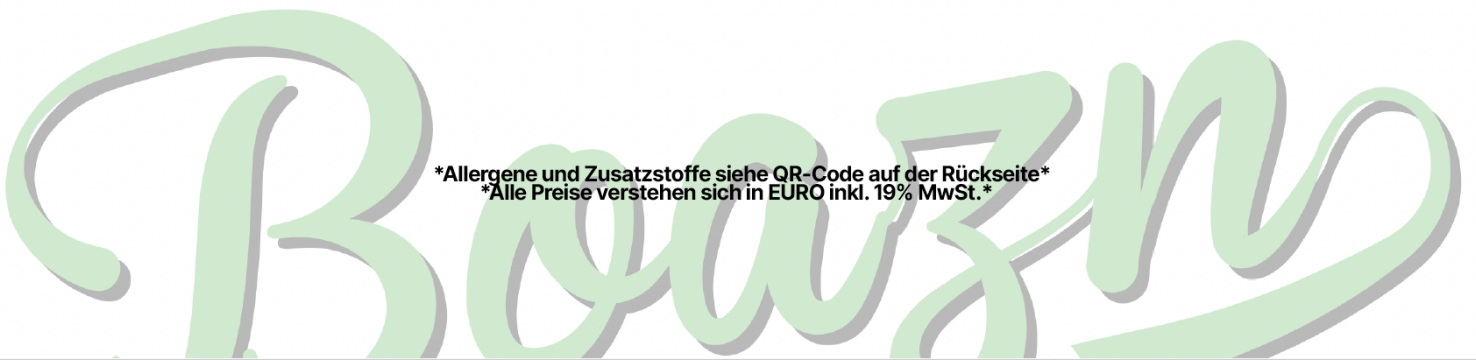 Boazn
*Allergene und Zusatzstoffe siehe QR-Code auf der Rückseite*
*Alle Preise verstehen sich in EURO inkl. 19% MwSt.*